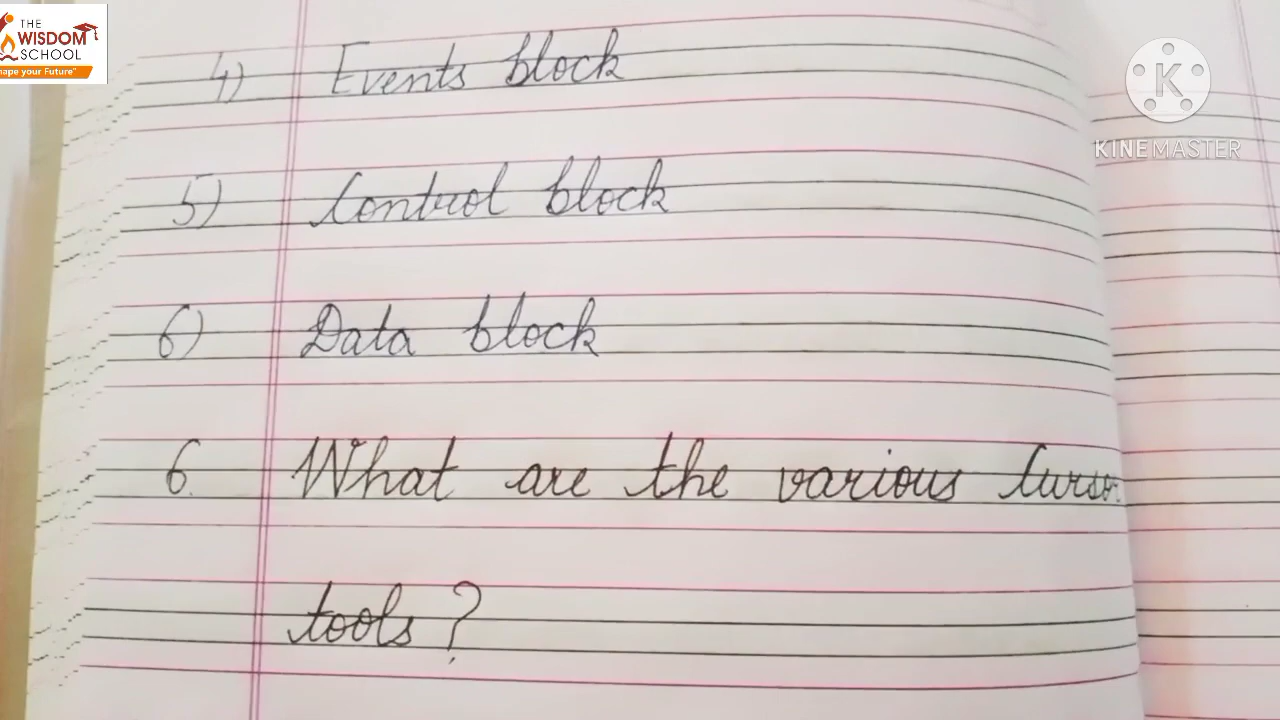 THE
WISDOM
SCHOOL
hape your Future"
4) Events block
KINEMASTER
5) Control block
6) Data block
6. What are the various Cursor
tools?